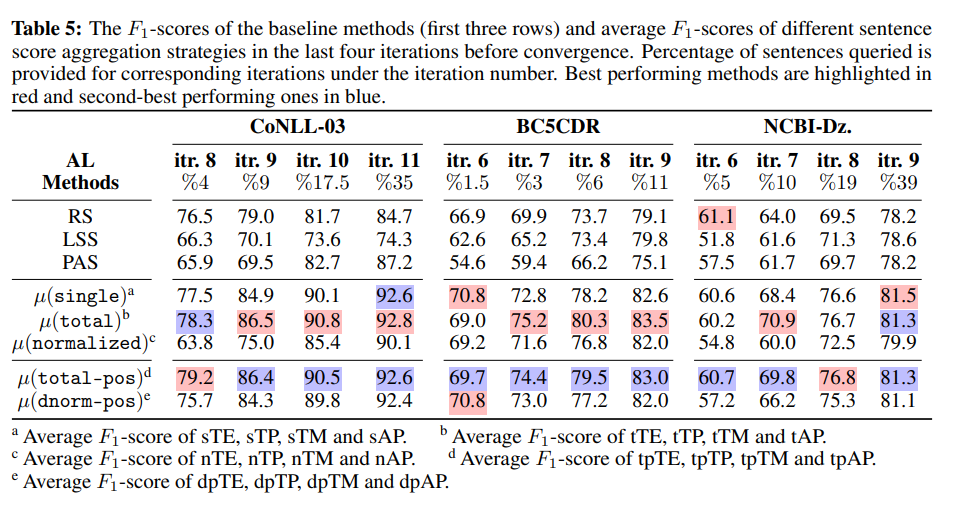 Table 5: The F₁-scores of the baseline methods (first three rows) and average F₁-scores of different sentence
score aggregation strategies in the last four iterations before convergence. Percentage of sentences queried is
provided for corresponding iterations under the iteration number. Best performing methods are highlighted in
red and second-best performing ones in blue.
CoNLL-03 BC5CDR NCBI-Dz.
AL itr. 8 itr. 9 itr. 10 itr. 11 itr. 6 itr. 7 itr. 8 itr. 9 itr. 6 itr. 7 itr. 8 itr. 9
Methods %4 %9 %17.5 %35 %1.5 %3 %6 %11 %5 %10 %19 %39
RS 76.5 79.0 81.7 84.7 66.9 69.9 73.7 79.1 61.1 64.0 69.5 78.2
LSS 66.3 70.1 73.6 74.3 62.6 65.2 73.4 79.8 51.8 61.6 71.3 78.6
PAS 65.9 69.5 82.7 87.2 54.6 59.4 66.2 75.1 57.5 61.7 69.7 78.2
μ(single)ᵃ 77.5 84.9 90.1 92.6 70.8 72.8 78.2 82.6 60.6 68.4 76.6 81.5
μ(total)ᵇ 78.3 86.5 90.8 92.8 69.0 75.2 80.3 83.5 60.2 70.9 76.7 81.3
μ(normalized)ᶜ 63.8 75.0 85.4 90.1 69.2 71.6 76.8 82.0 54.8 60.0 72.5 79.9
μ(total-pos)ᵈ 79.2 86.4 90.5 92.6 69.7 74.4 79.5 83.0 60.7 69.8 76.8 81.3
μ(dnorm-pos)ᵉ 75.7 84.3 89.8 92.4 70.8 73.0 77.2 82.0 57.2 66.2 75.3 81.1
ᵃ Average F₁-score of sTE, sTP, sTM and sAP. ᵇ Average F₁-score of tTE, tTP, tTM and tAP.
ᶜ Average F₁-score of nTE, nTP, nTM and nAP. ᵈ Average F₁-score of tpTE, tpTP, tpTM and tpAP.
ᵉ Average F₁-score of dpTE, dpTP, dpTM and dpAP.